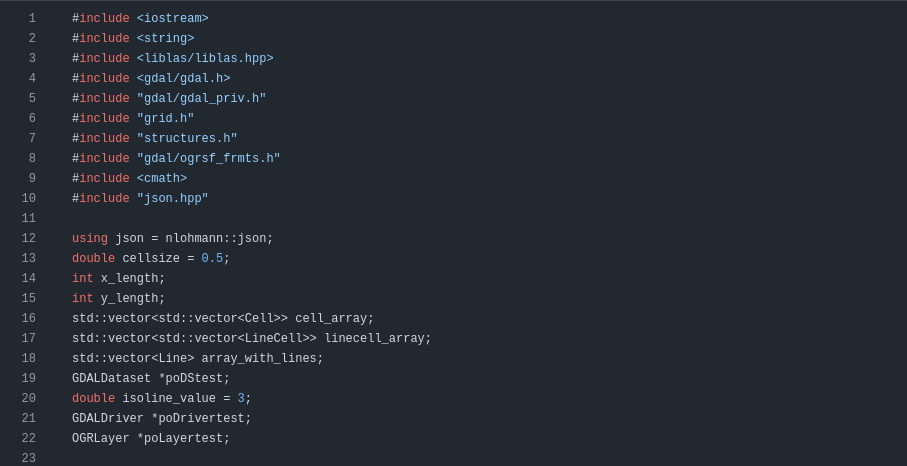 1 #include <iostream>
2 #include <string>
3 #include <liblas/liblas.hpp>
4 #include <gdal/gdal.h>
5 #include "gdal/gdal_priv.h"
6 #include "grid.h"
7 #include "structures.h"
8 #include "gdal/ogrsf_frmts.h"
9 #include <cmath>
10 #include "json.hpp"
11
12 using json = nlohmann::json;
13 double cellsize = 0.5;
14 int x_length;
15 int y_length;
16 std::vector<std::vector<Cell>> cell_array;
17 std::vector<std::vector<LineCell>> linecell_array;
18 std::vector<Line> array_with_lines;
19 GDALDataset *poDStest;
20 double isoline_value = 3;
21 GDALDriver *poDrivertest;
22 OGRLayer *poLayertest;
23